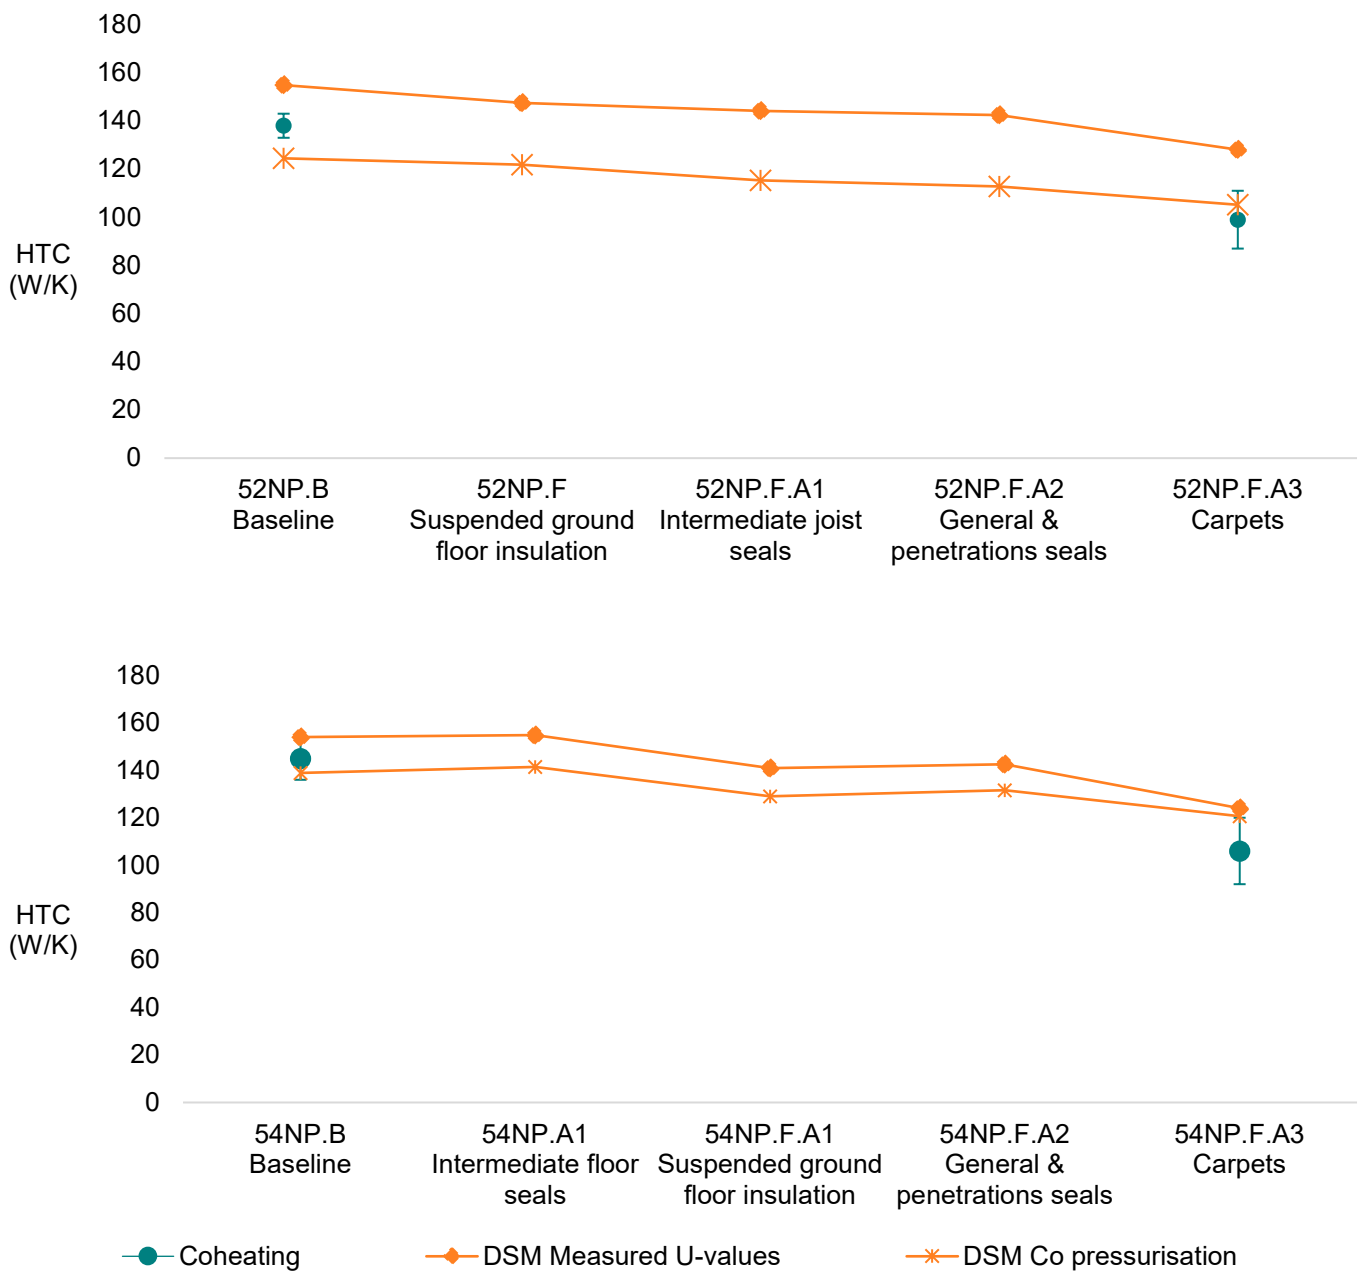 180
160
140
120
100
80
60
40
20
0
HTC
(W/K)
52NP.B
Baseline
52NP.F
Suspended ground
floor insulation
52NP.F.A1
Intermediate joist
seals
52NP.F.A2
General &
penetrations seals
52NP.F.A3
Carpets
180
160
140
120
100
80
60
40
20
0
HTC
(W/K)
54NP.B
Baseline
54NP.A1
Intermediate floor
seals
54NP.F.A1
Suspended ground
floor insulation
54NP.F.A2
General &
penetrations seals
54NP.F.A3
Carpets
Coheating
DSM Measured U-values
DSM Co pressurisation